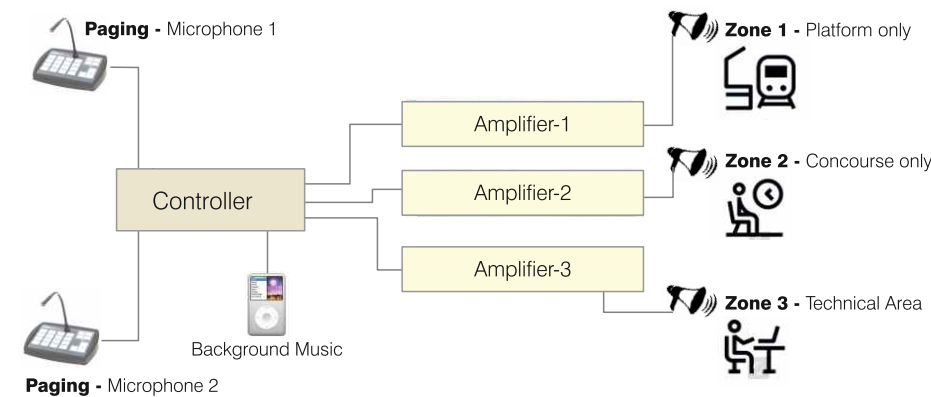 Paging - Microphone 1
Zone 1 - Platform only
Amplifier-1
Zone 2 - Concourse only
Controller
Amplifier-2
Amplifier-3
Zone 3 - Technical Area
Background Music
Paging - Microphone 2